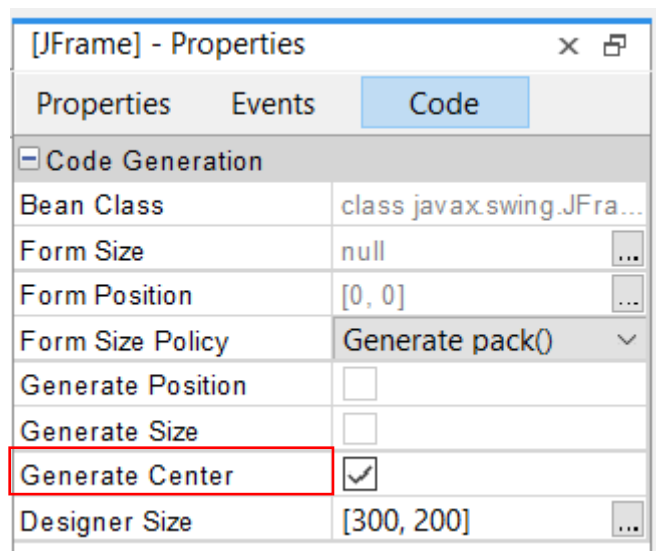 [JFrame] - Properties
Properties Events Code
Code Generation
Bean Class class javax.swing.JFra...
Form Size null ...
Form Position [0, 0] ...
Form Size Policy Generate pack()
Generate Position
Generate Size
Generate Center
Designer Size [300, 200] ...